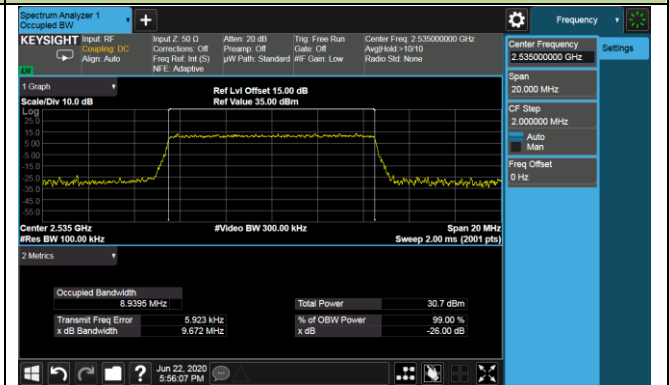 Spectrum Analyzer 1
Occupied BW
Frequency
KEYSIGHT
Input: RF
Coupling: DC
Align: Auto
Input Z: 50 Ω
Corrections: Off
Freq Ref: Int (S)
NFE: Adaptive
Atten: 20 dB
Preamp: Off
µW Path: Standard
Trig: Free Run
Gate: Off
#IF Gain: Low
Center Freq: 2.535000000 GHz
Avg|Hold:>10/10
Radio Std: None
Center Frequency
2.535000000 GHz
Settings
Span
20.000 MHz
CF Step
2.000000 MHz
Auto
Man
Freq Offset
0 Hz
1 Graph
Scale/Div 10.0 dB
Ref Lvl Offset 15.00 dB
Ref Value 35.00 dBm
Log
25.0
15.0
5.00
-5.00
-15.0
-25.0
-35.0
-45.0
-55.0
Center 2.535 GHz
#Res BW 100.00 kHz
#Video BW 300.00 kHz
Span 20 MHz
Sweep 2.00 ms (2001 pts)
2 Metrics
Occupied Bandwidth
8.9395 MHz
Total Power 30.7 dBm
Transmit Freq Error 5.923 kHz
% of OBW Power 99.00 %
x dB Bandwidth 9.672 MHz
x dB -26.00 dB
Jun 22, 2020
5:56:07 PM